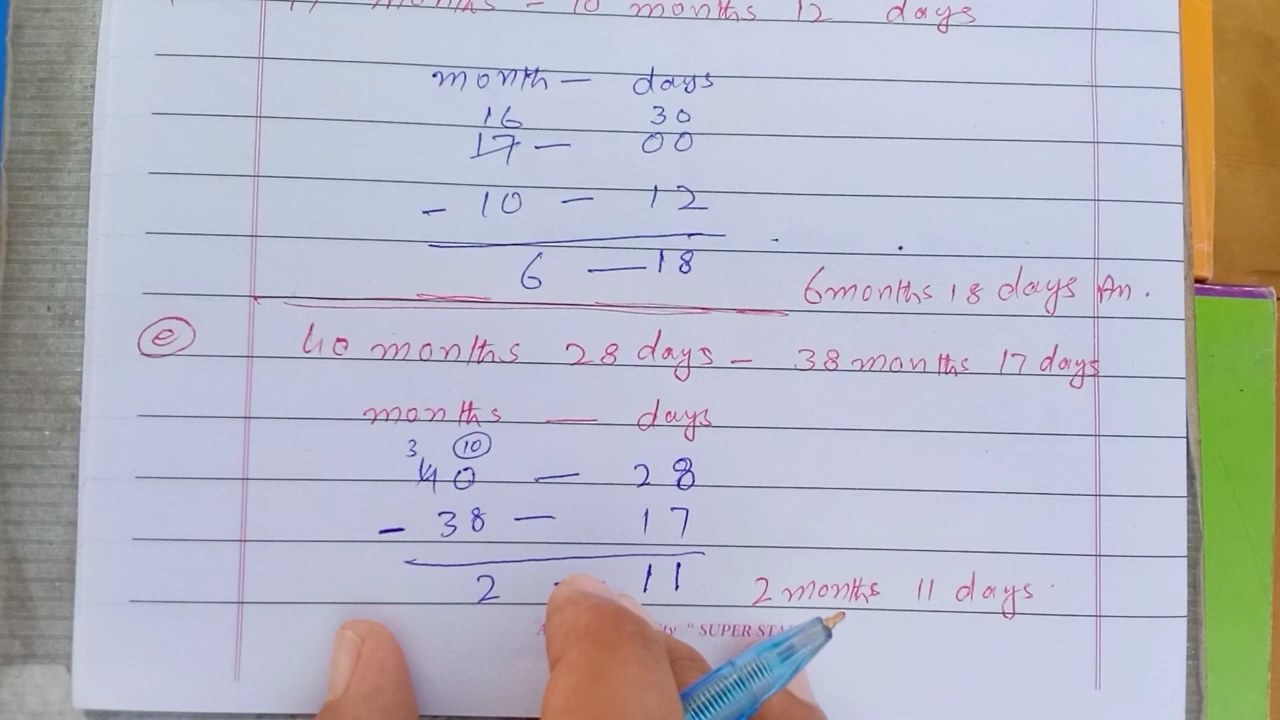 months - 10 months 12 days
month - days
16 30
17 - 00
- 10 - 12
6 - 18
6months 18 days An.
e 40 months 28 days - 38 months 17 days
months - days
3 10
40 - 28
- 38 - 17
2 - 11 2 months 11 days
" SUPER